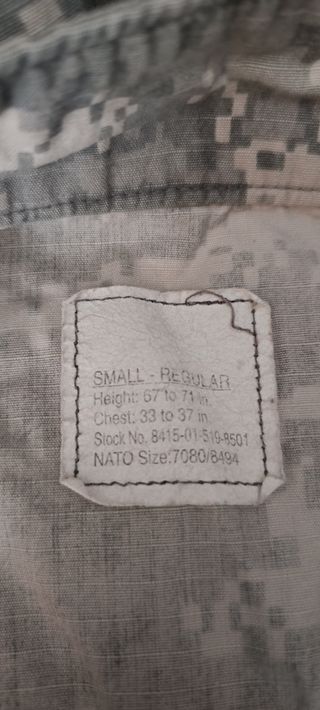 SMALL - REGULAR
Height: 67 to 71 in.
Chest: 33 to 37 in.
Stock No. 8415-01-519-8501
NATO Size:7080/8494